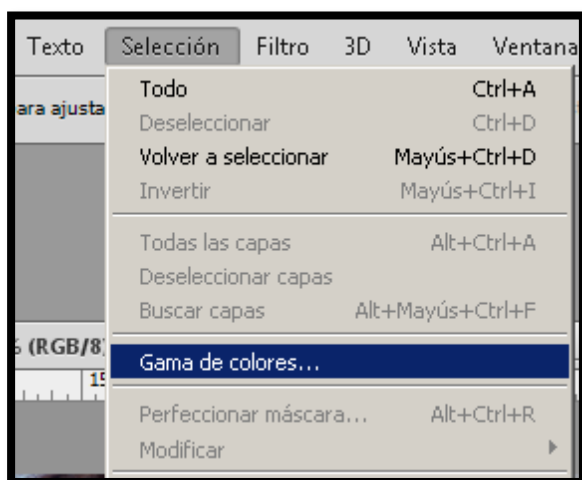 Texto Selección Filtro 3D Vista Ventana
ara ajusta
Todo Ctrl+A
Deseleccionar Ctrl+D
Volver a seleccionar Mayús+Ctrl+D
Invertir Mayús+Ctrl+I
Todas las capas Alt+Ctrl+A
Deseleccionar capas
Buscar capas Alt+Mayús+Ctrl+F
% (RGB/8
Gama de colores...
15
Perfeccionar máscara... Alt+Ctrl+R
Modificar